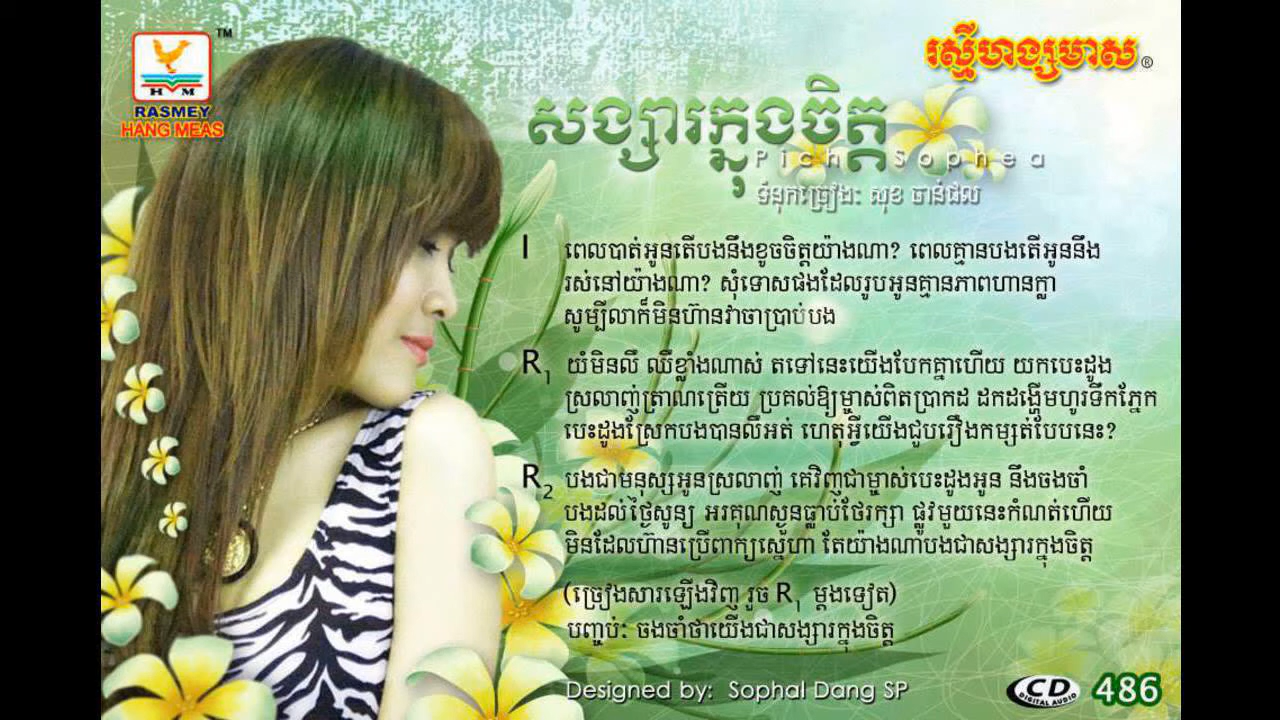 TM
H M
RASMEY
HANG MEAS
រស្មីហង្សមាស ®
សង្សារក្នុងចិត្ត
Pich Sophea
ទំនុកច្រៀង: សុខ ចាន់ផល
I ពេលបាត់អូនតើបងនឹងខូចចិត្តយ៉ាងណា? ពេលគ្មានបងតើអូននឹង
រស់នៅយ៉ាងណា? សុំទោសផងដែលរូបអូនគ្មានភាពហានក្លា
សូម្បីលាក៏មិនហ៊ានវាចាប្រាប់បង
R1 យំមិនលឺ ឈឺខ្លាំងណាស់ តទៅនេះយើងបែកគ្នាហើយ យកបេះដូង
ស្រលាញ់ត្រាណត្រើយ ប្រគល់ឱ្យម្ចាស់ពិតប្រាកដ ដកដង្ហើមហូរទឹកភ្នែក
បេះដូងស្រែកបងបានលឺអត់ ហេតុអ្វីយើងជួបរឿងកម្សត់បែបនេះ?
R2 បងជាមនុស្សអូនស្រលាញ់ គេវិញជាម្ចាស់បេះដូងអូន នឹងចងចាំ
បងដល់ថ្ងៃសូន្យ អរគុណស្ងួនធ្លាប់ថែរក្សា ផ្លូវមួយនេះកំណត់ហើយ
មិនដែលហ៊ានប្រើពាក្យស្នេហា តែយ៉ាងណាបងជាសង្សារក្នុងចិត្ត
(ច្រៀងសារឡើងវិញ រួច R1 ម្តងទៀត)
បញ្ចប់: ចងចាំថាយើងជាសង្សារក្នុងចិត្ត
Designed by: Sophal Dang SP
CD DIGITAL AUDIO 486